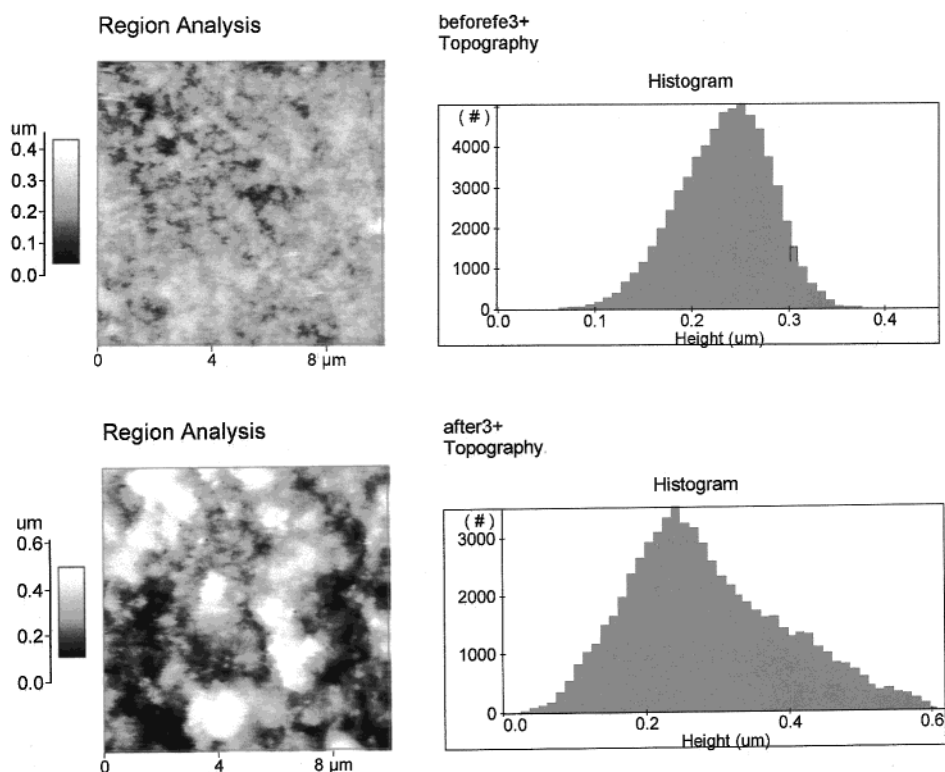 Region Analysis
um
0.4
0.3
0.2
0.1
0.0
0
4
8 µm
beforefe3+
Topography
Histogram
(#)
4000
3000
2000
1000
0
0.0
0.1
0.2
0.3
0.4
Height (um)
Region Analysis
um
0.6
0.4
0.2
0.0
0
4
8 µm
after3+
Topography
Histogram
(#)
3000
2000
1000
0
0.0
0.2
0.4
0.6
Height (um)